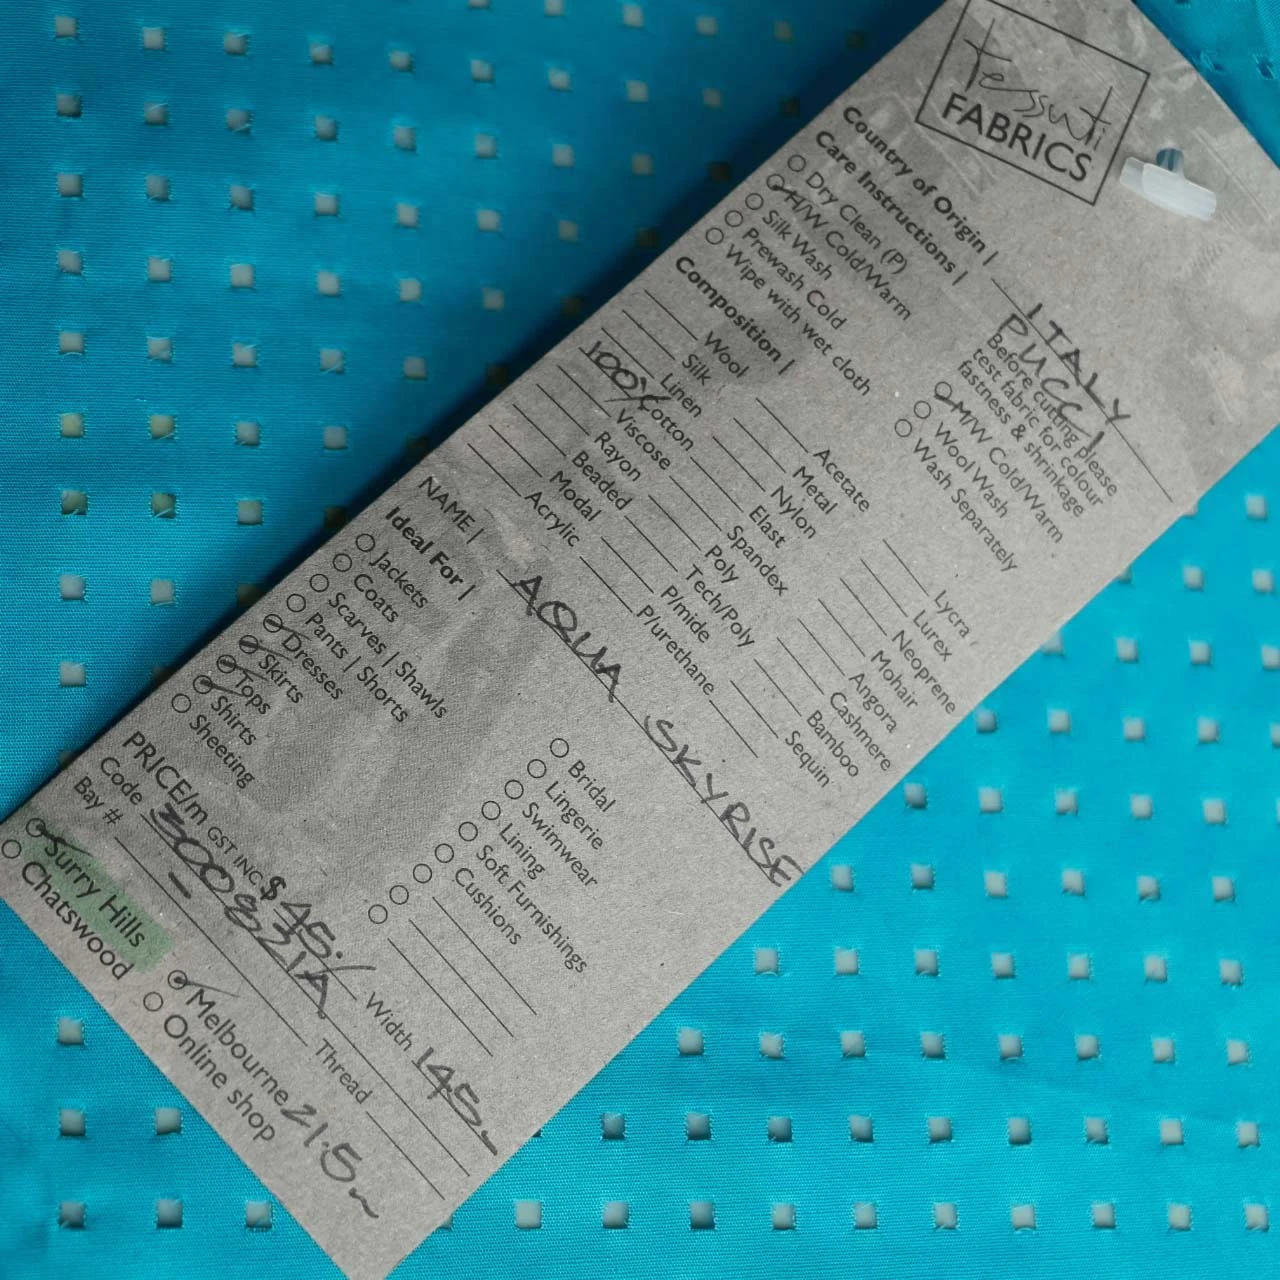 tessuti
FABRICS
Country of Origin | ITALY
PUCCI
Care Instructions |
Before cutting please
test fabric for colour
fastness & shrinkage
Dry Clean (P)
H/W Cold/Warm
M/W Cold/Warm
Silk Wash
Wool Wash
Prewash Cold
Wash Separately
Wipe with wet cloth
Composition |
Wool
Acetate
Lycra
Silk
Metal
Lurex
Linen
Nylon
Neoprene
100% Cotton
Elast
Mohair
Viscose
Spandex
Angora
Rayon
Poly
Cashmere
Beaded
Tech/Poly
Bamboo
Modal
P/mide
Sequin
Acrylic
P/urethane
NAME | AQUA SKYRISE
Ideal For |
Jackets
Bridal
Coats
Lingerie
Scarves | Shawls
Swimwear
Pants | Shorts
Lining
Dresses
Soft Furnishings
Skirts
Cushions
Tops
Shirts
Sheeting
PRICE/m GST INC $ 45./ Width 145
Code 300831A
Bay # - Thread
Surry Hills
Melbourne 21.5m
Chatswood
Online shop